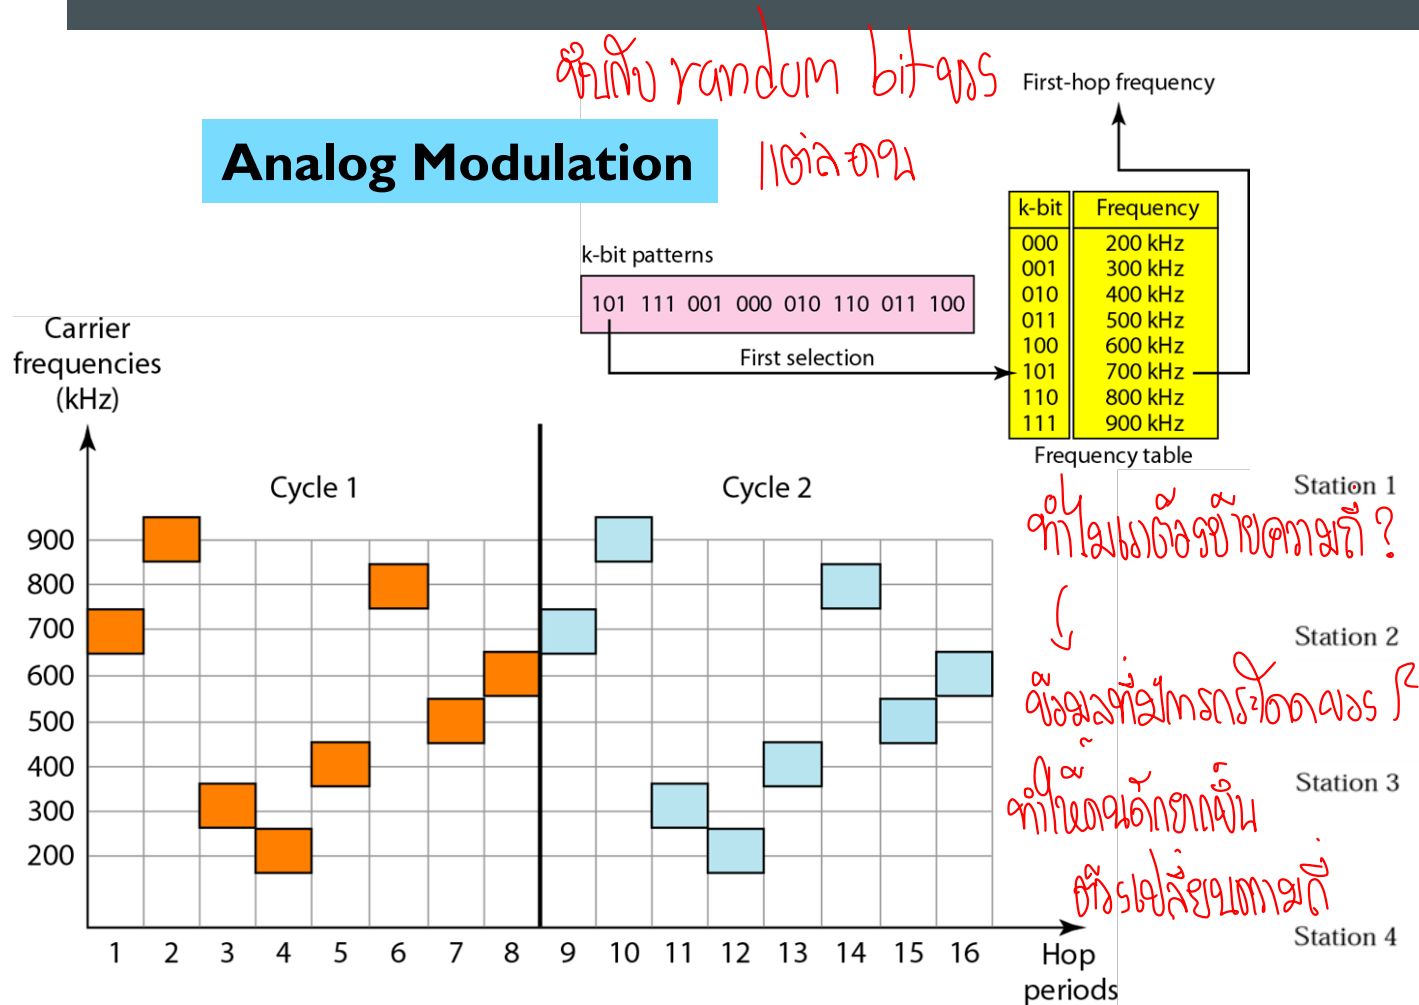 ขึ้นกับ random bit ของ
แต่ละคน
Analog Modulation
First-hop frequency
k-bit Frequency
000 200 kHz
001 300 kHz
010 400 kHz
011 500 kHz
100 600 kHz
101 700 kHz
110 800 kHz
111 900 kHz
Frequency table
k-bit patterns
101 111 001 000 010 110 011 100
First selection
Carrier
frequencies
(kHz)
Cycle 1
Cycle 2
900
800
700
600
500
400
300
200
1 2 3 4 5 6 7 8 9 10 11 12 13 14 15 16
Hop
periods
Station 1
ทำไมเราต้องย้ายความถี่ ?
Station 2
ข้อมูลที่มีการกระโดดของ
Station 3
ทำให้คนดักยากขึ้น
ต้องเปลี่ยนตามถี่
Station 4